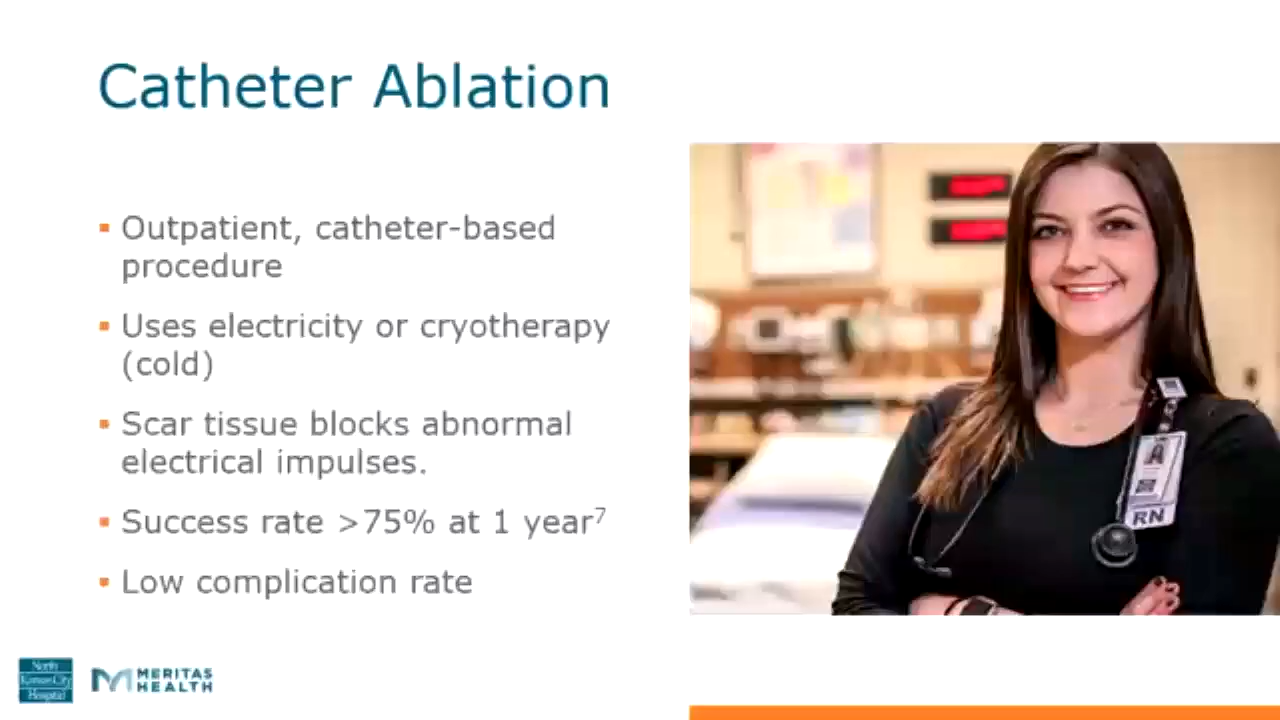 Catheter Ablation
▪ Outpatient, catheter-based
procedure
▪ Uses electricity or cryotherapy
(cold)
▪ Scar tissue blocks abnormal
electrical impulses.
▪ Success rate >75% at 1 year⁷
▪ Low complication rate
RN
North
Kansas City
Hospital
MERITAS
HEALTH